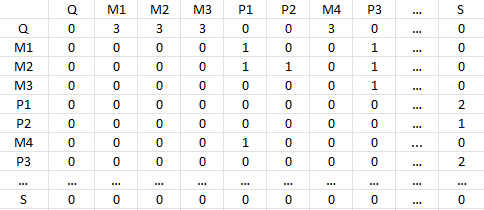 Q M1 M2 M3 P1 P2 M4 P3 ... S
Q 0 3 3 3 0 0 3 0 ... 0
M1 0 0 0 0 1 0 0 1 ... 0
M2 0 0 0 0 1 1 0 1 ... 0
M3 0 0 0 0 0 0 0 1 ... 0
P1 0 0 0 0 0 0 0 0 ... 2
P2 0 0 0 0 0 0 0 0 ... 1
M4 0 0 0 0 1 0 0 0 ... 0
P3 0 0 0 0 0 0 0 0 ... 2
... ... ... ... ... ... ... ... ... ... ...
S 0 0 0 0 0 0 0 0 ... 0